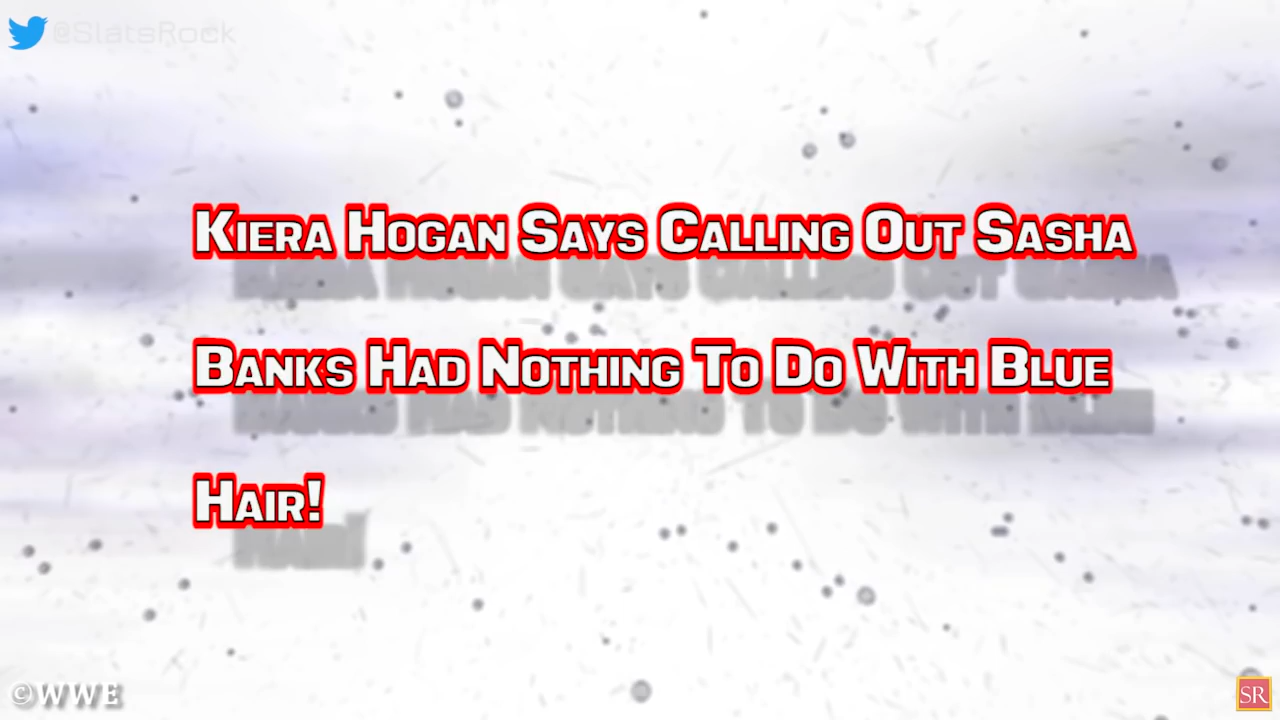 @SlatsRock
Kiera Hogan Says Calling Out Sasha
Banks Had Nothing To Do With Blue
Hair!
©WWE
SR